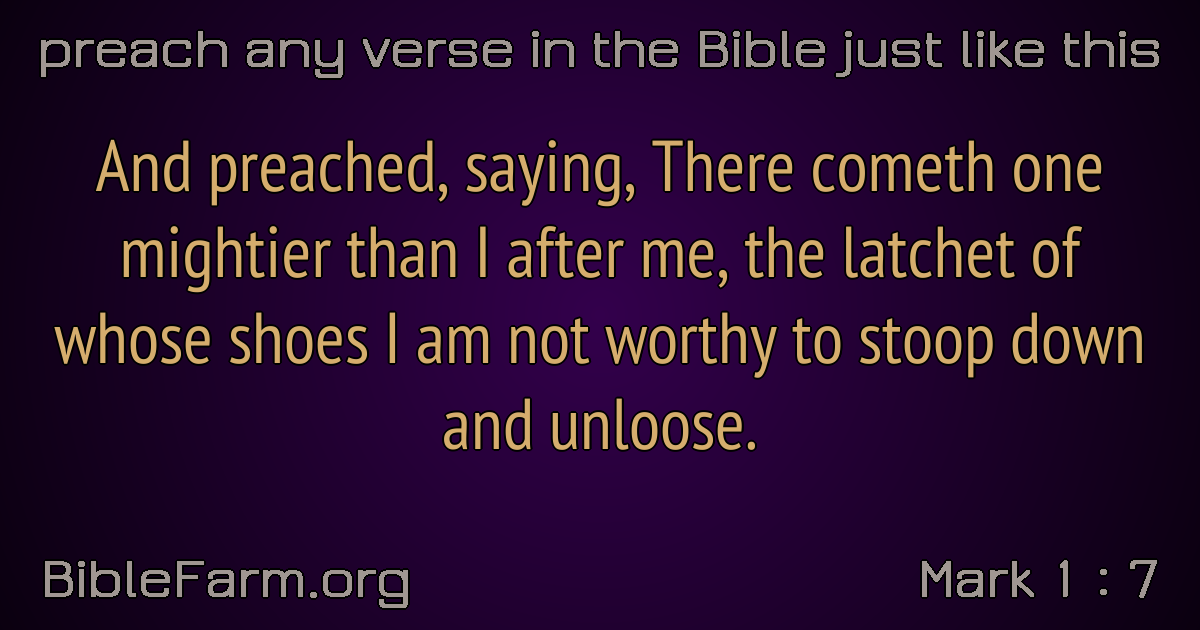 preach any verse in the Bible just like this
And preached, saying, There cometh one
mightier than I after me, the latchet of
whose shoes I am not worthy to stoop down
and unloose.
BibleFarm.org
Mark 1 : 7